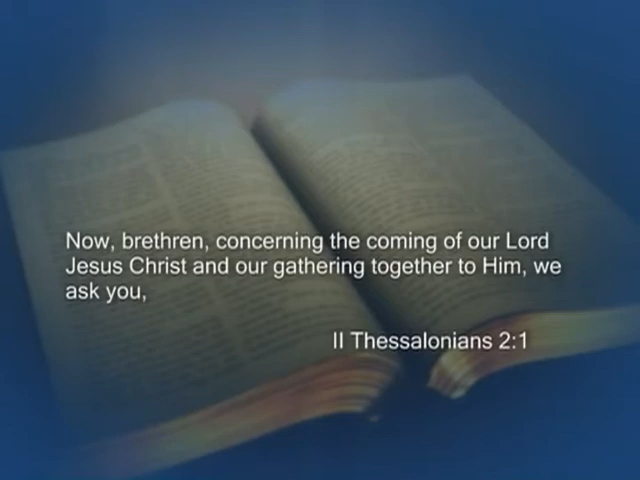 Now, brethren, concerning the coming of our Lord
Jesus Christ and our gathering together to Him, we
ask you,
II Thessalonians 2:1